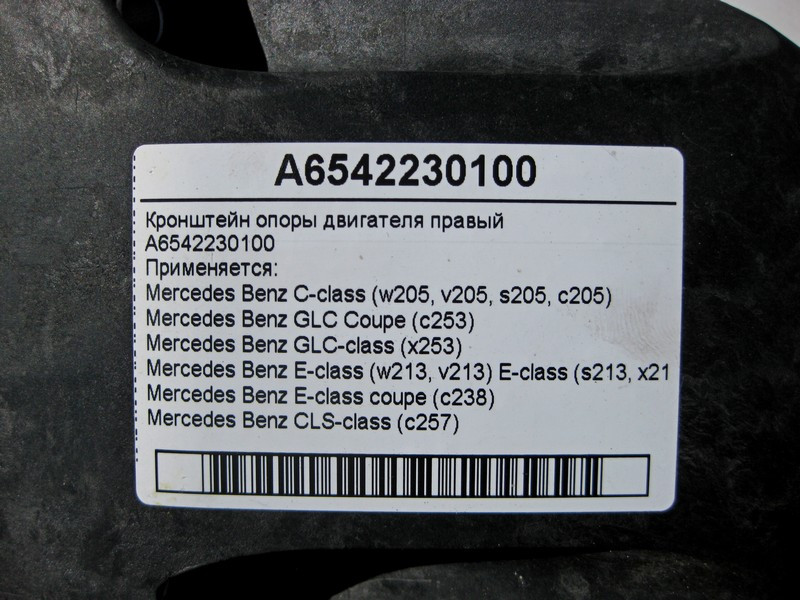 A6542230100
Кронштейн опоры двигателя правый
A6542230100
Применяется:
Mercedes Benz C-class (w205, v205, s205, c205)
Mercedes Benz GLC Coupe (c253)
Mercedes Benz GLC-class (x253)
Mercedes Benz E-class (w213, v213) E-class (s213, x21
Mercedes Benz E-class coupe (c238)
Mercedes Benz CLS-class (c257)